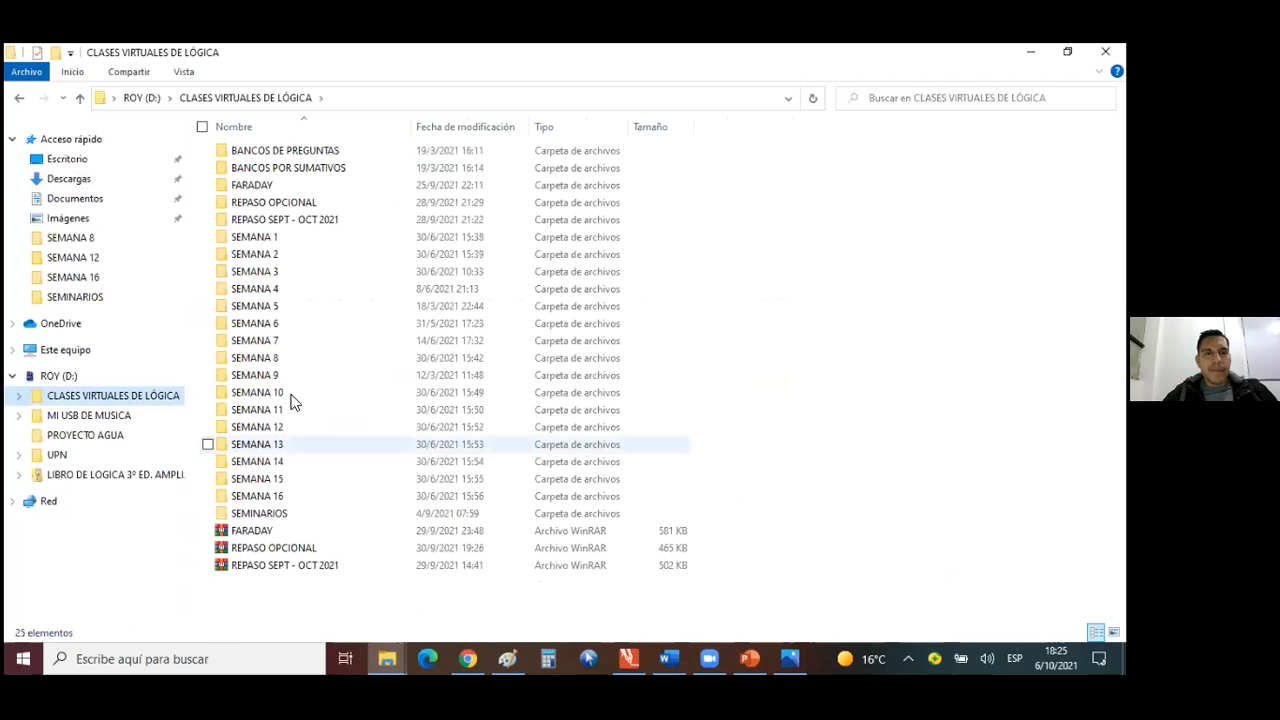 CLASES VIRTUALES DE LÓGICA
Archivo Inicio Compartir Vista
ROY (D:) CLASES VIRTUALES DE LÓGICA Buscar en CLASES VIRTUALES DE LÓGICA
Nombre Fecha de modificación Tipo Tamaño
Acceso rápido
Escritorio
Descargas
Documentos
Imágenes
SEMANA 8
SEMANA 12
SEMANA 16
SEMINARIOS
OneDrive
Este equipo
ROY (D:)
CLASES VIRTUALES DE LÓGICA
MI USB DE MUSICA
PROYECTO AGUA
UPN
LIBRO DE LOGICA 3º ED. AMPLI.
Red
BANCOS DE PREGUNTAS 19/3/2021 16:11 Carpeta de archivos
BANCOS POR SUMATIVOS 19/3/2021 16:14 Carpeta de archivos
FARADAY 25/9/2021 22:11 Carpeta de archivos
REPASO OPCIONAL 28/9/2021 21:29 Carpeta de archivos
REPASO SEPT - OCT 2021 28/9/2021 21:22 Carpeta de archivos
SEMANA 1 30/6/2021 15:38 Carpeta de archivos
SEMANA 2 30/6/2021 15:39 Carpeta de archivos
SEMANA 3 30/6/2021 10:33 Carpeta de archivos
SEMANA 4 8/6/2021 21:13 Carpeta de archivos
SEMANA 5 18/3/2021 22:44 Carpeta de archivos
SEMANA 6 31/5/2021 17:23 Carpeta de archivos
SEMANA 7 14/6/2021 17:32 Carpeta de archivos
SEMANA 8 30/6/2021 15:42 Carpeta de archivos
SEMANA 9 12/3/2021 11:48 Carpeta de archivos
SEMANA 10 30/6/2021 15:49 Carpeta de archivos
SEMANA 11 30/6/2021 15:50 Carpeta de archivos
SEMANA 12 30/6/2021 15:52 Carpeta de archivos
SEMANA 13 30/6/2021 15:53 Carpeta de archivos
SEMANA 14 30/6/2021 15:54 Carpeta de archivos
SEMANA 15 30/6/2021 15:55 Carpeta de archivos
SEMANA 16 30/6/2021 15:56 Carpeta de archivos
SEMINARIOS 4/9/2021 07:59 Carpeta de archivos
FARADAY 29/9/2021 23:48 Archivo WinRAR 581 KB
REPASO OPCIONAL 30/9/2021 19:26 Archivo WinRAR 465 KB
REPASO SEPT - OCT 2021 29/9/2021 14:41 Archivo WinRAR 502 KB
25 elementos
Escribe aquí para buscar 16°C ESP 18:25
6/10/2021